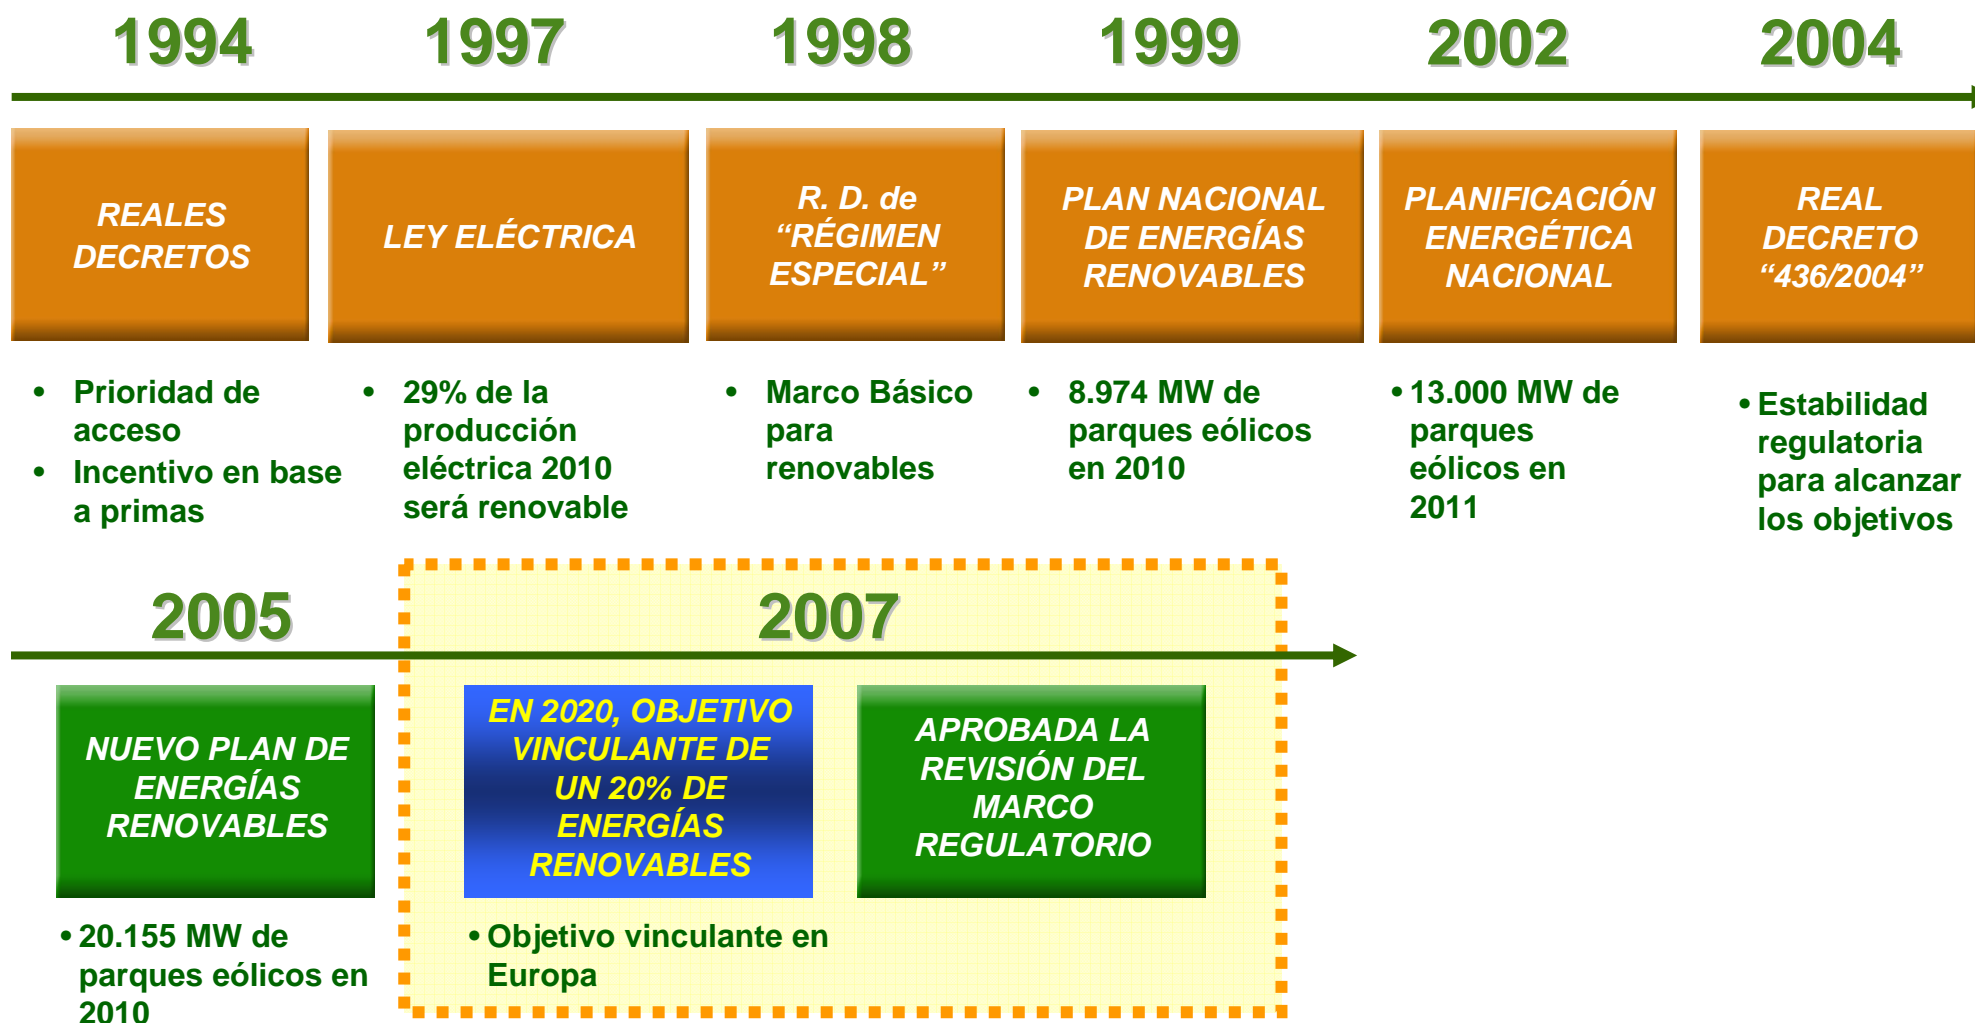 1994 1997 1998 1999 2002 2004
REALES
DECRETOS
LEY ELÉCTRICA
R. D. de
“RÉGIMEN
ESPECIAL”
PLAN NACIONAL
DE ENERGÍAS
RENOVABLES
PLANIFICACIÓN
ENERGÉTICA
NACIONAL
REAL
DECRETO
“436/2004”
• Prioridad de
acceso
• Incentivo en base
a primas
• 29% de la
producción
eléctrica 2010
será renovable
• Marco Básico
para
renovables
• 8.974 MW de
parques eólicos
en 2010
• 13.000 MW de
parques
eólicos en
2011
• Estabilidad
regulatoria
para alcanzar
los objetivos
2005 2007
NUEVO PLAN DE
ENERGÍAS
RENOVABLES
EN 2020, OBJETIVO
VINCULANTE DE
UN 20% DE
ENERGÍAS
RENOVABLES
APROBADA LA
REVISIÓN DEL
MARCO
REGULATORIO
• 20.155 MW de
parques eólicos en
2010
• Objetivo vinculante en
Europa